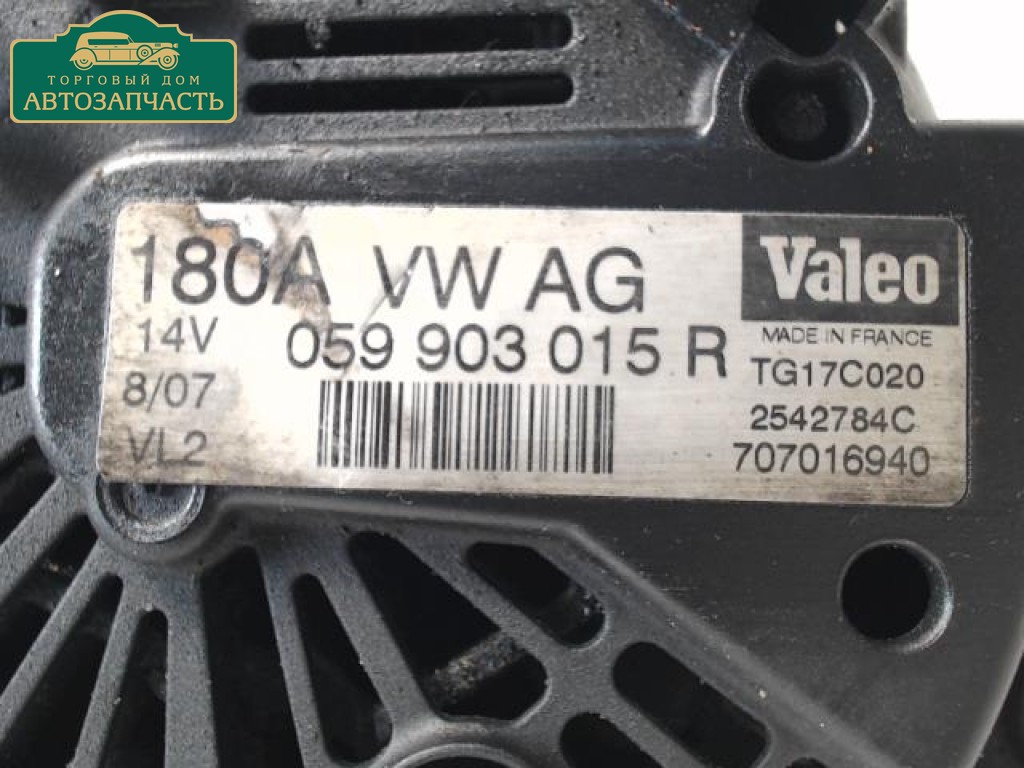 ТОРГОВЫЙ ДОМ
АВТОЗАПЧАСТЬ
180A VW AG
Valeo
14V 059 903 015 R
MADE IN FRANCE
8/07
TG17C020
2542784C
VL2
707016940